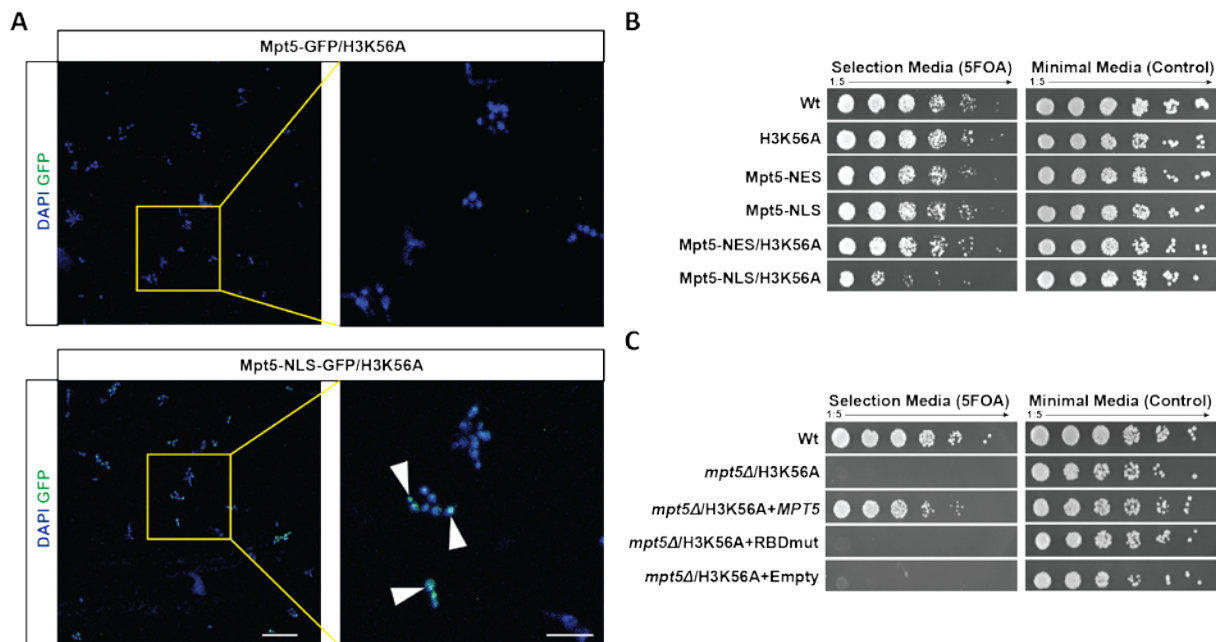 A
Mpt5-GFP/H3K56A
DAPI GFP
Mpt5-NLS-GFP/H3K56A
DAPI GFP
B
Selection Media (5FOA)
Minimal Media (Control)
1:5
1:5
Wt
H3K56A
Mpt5-NES
Mpt5-NLS
Mpt5-NES/H3K56A
Mpt5-NLS/H3K56A
C
Selection Media (5FOA)
Minimal Media (Control)
1:5
1:5
Wt
mpt5Δ/H3K56A
mpt5Δ/H3K56A+MPT5
mpt5Δ/H3K56A+RBDmut
mpt5Δ/H3K56A+Empty